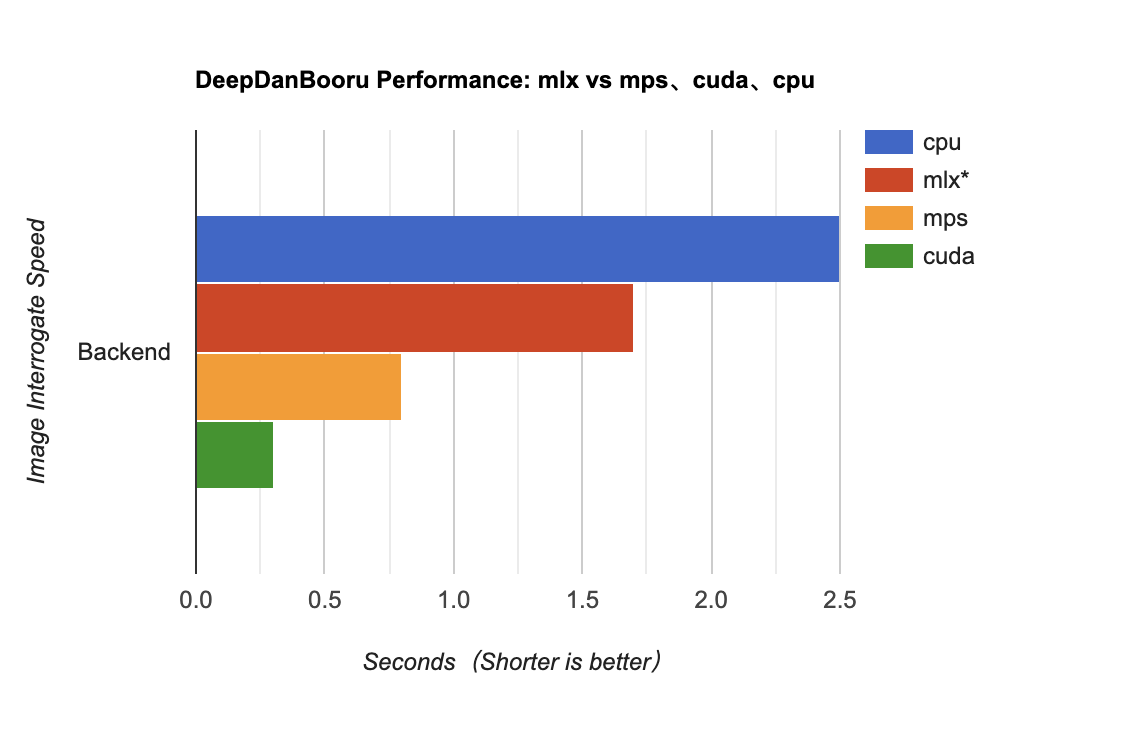 DeepDanBooru Performance: mlx vs mps、cuda、cpu
cpu
mlx*
mps
cuda
Image Interrogate Speed
Backend
0.0 0.5 1.0 1.5 2.0 2.5
Seconds（Shorter is better）